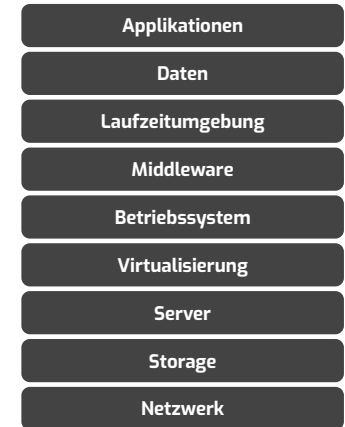 Applikationen
Daten
Laufzeitumgebung
Middleware
Betriebssystem
Virtualisierung
Server
Storage
Netzwerk